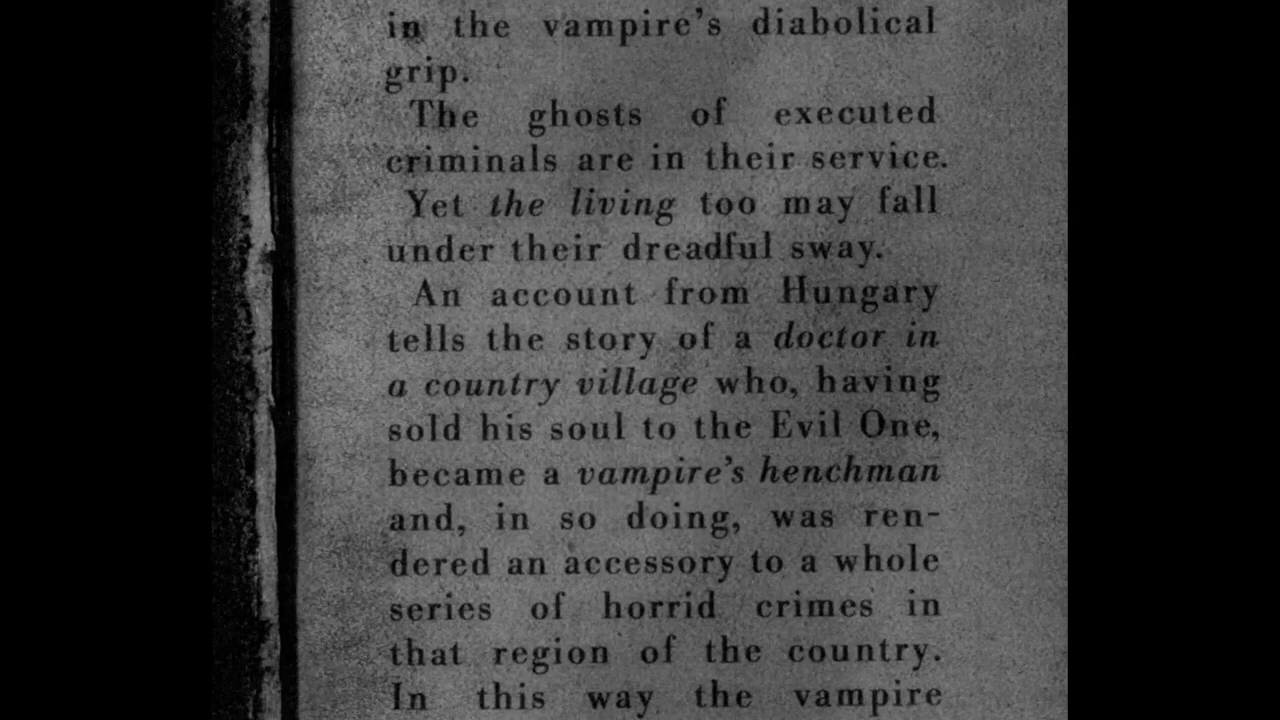 in the vampire's diabolical
grip.
The ghosts of executed
criminals are in their service.
Yet the living too may fall
under their dreadful sway.
An account from Hungary
tells the story of a doctor in
a country village who, having
sold his soul to the Evil One,
became a vampire's henchman
and, in so doing, was ren-
dered an accessory to a whole
series of horrid crimes in
that region of the country.
In this way the vampire